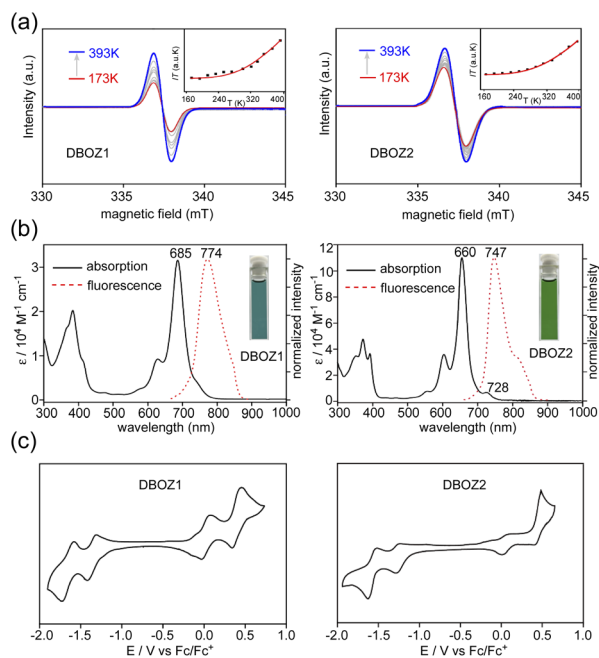 (a)
Intensity (a.u.)
393K
173K
DBOZ1
IT (a.u.K)
160 240 320 400
T (K)
330 335 340 345
magnetic field (mT)
Intensity (a.u.)
393K
173K
DBOZ2
IT (a.u.K)
160 240 320 400
T (K)
330 335 340 345
magnetic field (mT)
(b)
ε / 10⁴ M⁻¹ cm⁻¹
3
2
1
0
685 774
absorption
fluorescence
DBOZ1
normalized intensity
300 400 500 600 700 800 900 1000
wavelength (nm)
ε / 10⁴ M⁻¹ cm⁻¹
12
10
8
6
4
2
0
660 747
absorption
fluorescence
DBOZ2
728
normalized intensity
300 400 500 600 700 800 900 1000
wavelength (nm)
(c)
DBOZ1
-2.0 -1.5 -1.0 -0.5 0.0 0.5 1.0
E / V vs Fc/Fc⁺
DBOZ2
-2.0 -1.5 -1.0 -0.5 0.0 0.5 1.0
E / V vs Fc/Fc⁺